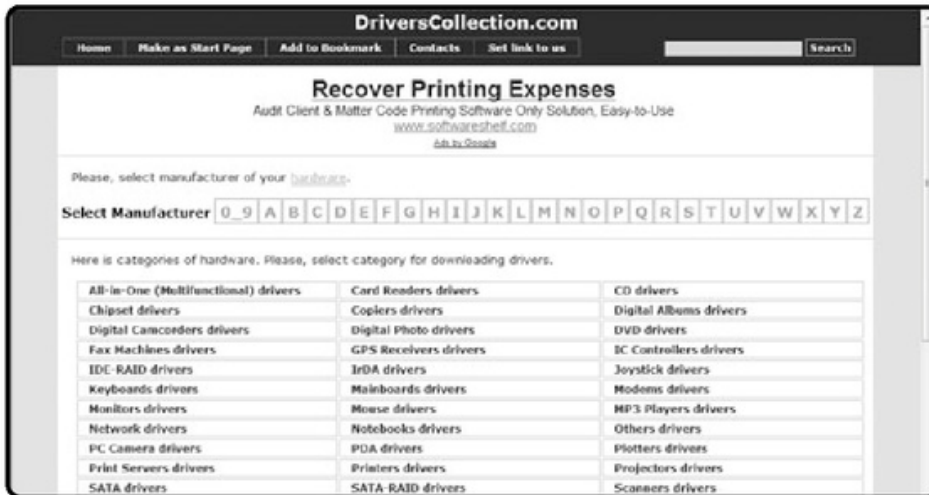 DriversCollection.com
Home Make as Start Page Add to Bookmark Contacts Set link to us Search
Recover Printing Expenses
Audit Client & Matter Code Printing Software Only Solution, Easy-to-Use
www.softwareshelf.com
Ads by Google
Please, select manufacturer of your hardware.
Select Manufacturer 0_9 A B C D E F G H I J K L M N O P Q R S T U V W X Y Z
Here is categories of hardware. Please, select category for downloading drivers.
All-in-One (Multifunctional) drivers Card Readers drivers CD drivers
Chipset drivers Copiers drivers Digital Albums drivers
Digital Camcorders drivers Digital Photo drivers DVD drivers
Fax Machines drivers GPS Receivers drivers IC Controllers drivers
IDE-RAID drivers IrDA drivers Joystick drivers
Keyboards drivers Mainboards drivers Modems drivers
Monitors drivers Mouse drivers MP3 Players drivers
Network drivers Notebooks drivers Others drivers
PC Camera drivers PDA drivers Plotters drivers
Print Servers drivers Printers drivers Projectors drivers
SATA drivers SATA-RAID drivers Scanners drivers